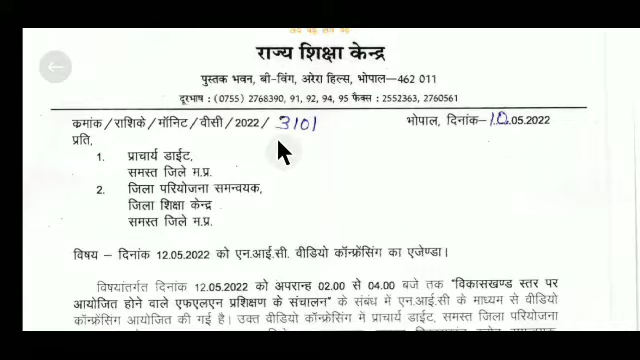 राज्य शिक्षा केन्द्र
पुस्तक भवन, बी–विंग, अरेरा हिल्स, भोपाल–462 011
दूरभाष : (0755) 2768390, 91, 92, 94, 95 फैक्स : 2552363, 2760561
कमांक / राशिके / मॉनिट / वीसी / 2022 / 3101 भोपाल, दिनांक–10.05.2022
प्रति,
1. प्राचार्य डाईट,
समस्त जिले म.प्र.
2. जिला परियोजना समन्वयक,
जिला शिक्षा केन्द्र
समस्त जिले म.प्र.
विषय – दिनांक 12.05.2022 को एन.आई.सी. वीडियो कॉन्फ्रेंसिंग का एजेण्डा।
विषयांतर्गत दिनांक 12.05.2022 को अपरान्ह 02.00 से 04.00 बजे तक "विकासखण्ड स्तर पर
आयोजित होने वाले एफएलएन प्रशिक्षण के संचालन" के संबंध में एन.आई.सी के माध्यम से वीडियो
कॉन्फ्रेंसिंग आयोजित की गई है। उक्त वीडियो कॉन्फ्रेंसिंग में प्राचार्य डाईट, समस्त जिला परियोजना